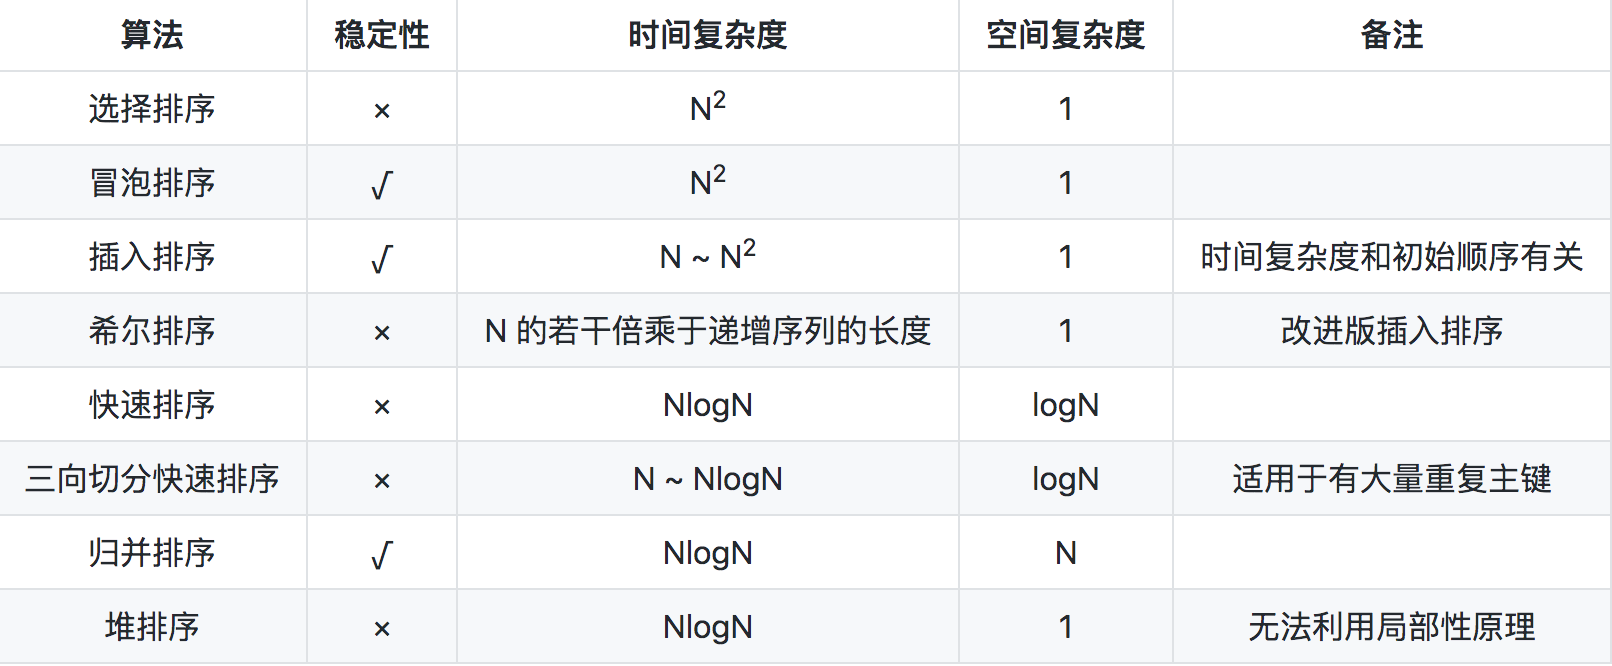 算法 稳定性 时间复杂度 空间复杂度 备注
选择排序 × N² 1
冒泡排序 √ N² 1
插入排序 √ N ~ N² 1 时间复杂度和初始顺序有关
希尔排序 × N 的若干倍乘于递增序列的长度 1 改进版插入排序
快速排序 × NlogN logN
三向切分快速排序 × N ~ NlogN logN 适用于有大量重复主键
归并排序 √ NlogN N
堆排序 × NlogN 1 无法利用局部性原理